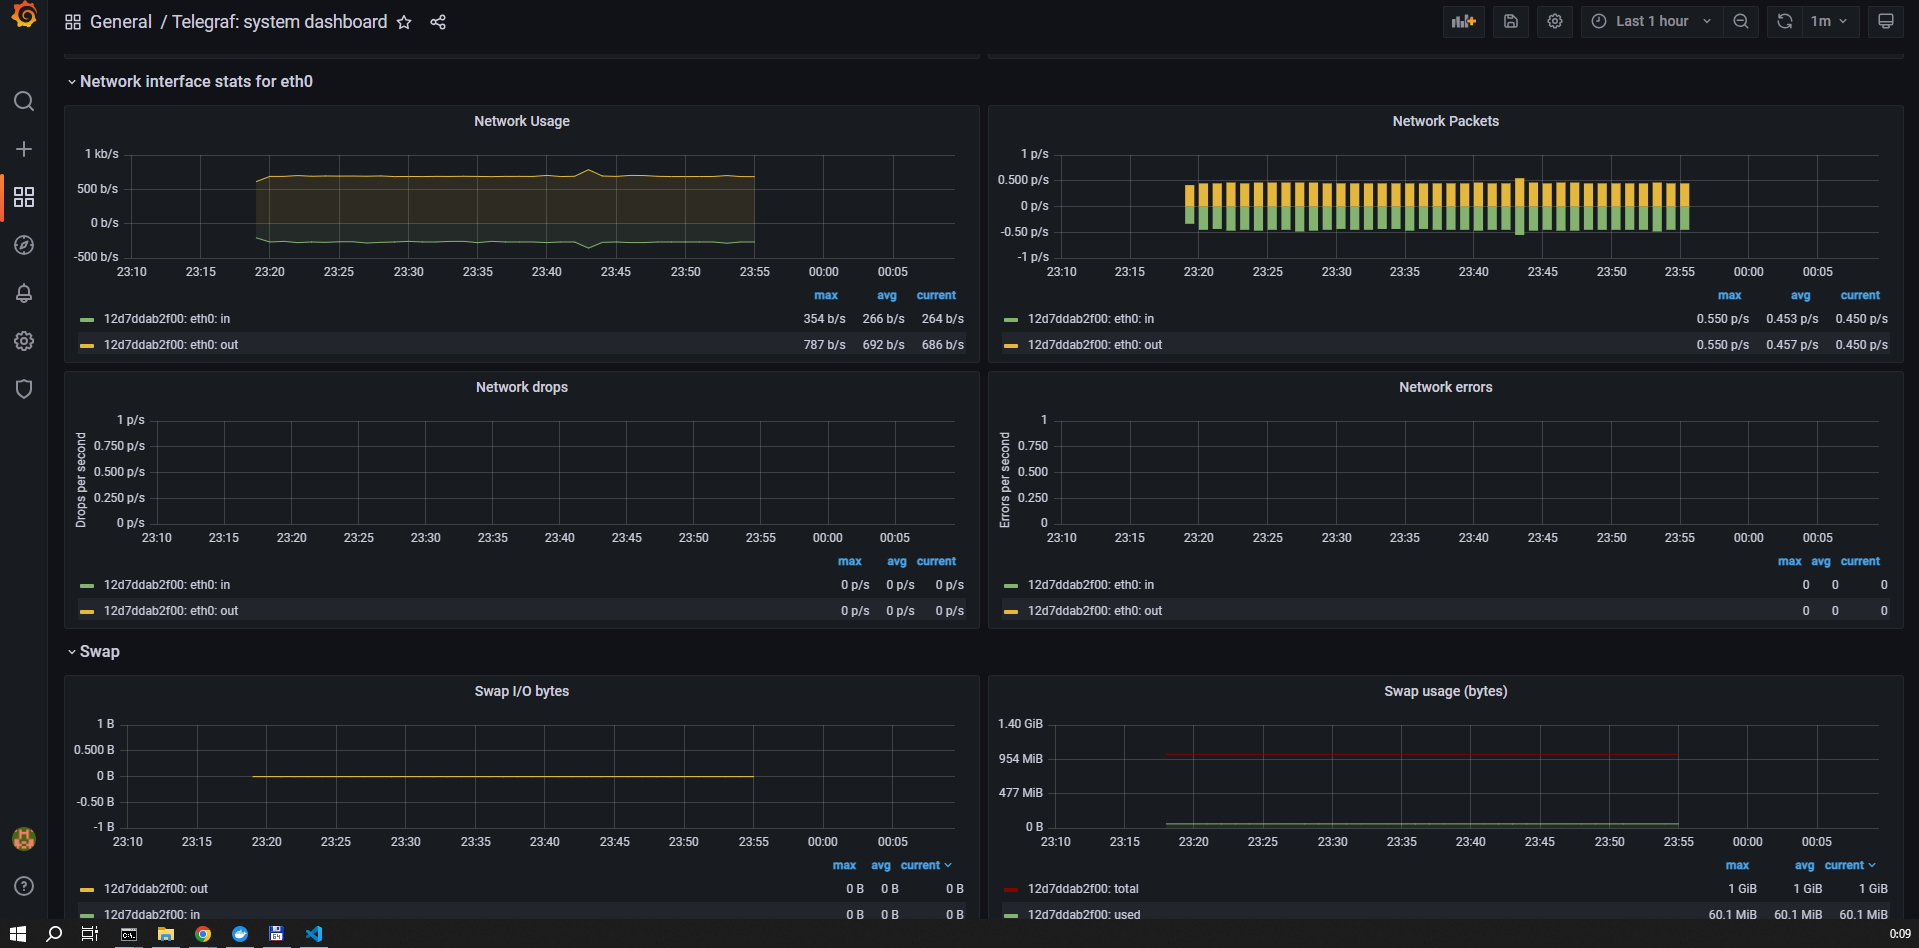 General / Telegraf: system dashboard
Last 1 hour
1m
Network interface stats for eth0
Network Usage
1 kb/s
500 b/s
0 b/s
-500 b/s
23:10 23:15 23:20 23:25 23:30 23:35 23:40 23:45 23:50 23:55 00:00 00:05
max avg current
12d7ddab2f00: eth0: in 354 b/s 266 b/s 264 b/s
12d7ddab2f00: eth0: out 787 b/s 692 b/s 686 b/s
Network Packets
1 p/s
0.500 p/s
0 p/s
-0.50 p/s
-1 p/s
23:10 23:15 23:20 23:25 23:30 23:35 23:40 23:45 23:50 23:55 00:00 00:05
max avg current
12d7ddab2f00: eth0: in 0.550 p/s 0.453 p/s 0.450 p/s
12d7ddab2f00: eth0: out 0.550 p/s 0.457 p/s 0.450 p/s
Network drops
Drops per second
1 p/s
0.750 p/s
0.500 p/s
0.250 p/s
0 p/s
23:10 23:15 23:20 23:25 23:30 23:35 23:40 23:45 23:50 23:55 00:00 00:05
max avg current
12d7ddab2f00: eth0: in 0 p/s 0 p/s 0 p/s
12d7ddab2f00: eth0: out 0 p/s 0 p/s 0 p/s
Network errors
Errors per second
1
0.750
0.500
0.250
0
23:10 23:15 23:20 23:25 23:30 23:35 23:40 23:45 23:50 23:55 00:00 00:05
max avg current
12d7ddab2f00: eth0: in 0 0 0
12d7ddab2f00: eth0: out 0 0 0
Swap
Swap I/O bytes
1 B
0.500 B
0 B
-0.50 B
-1 B
23:10 23:15 23:20 23:25 23:30 23:35 23:40 23:45 23:50 23:55 00:00 00:05
max avg current
12d7ddab2f00: out 0 B 0 B 0 B
12d7ddab2f00: in 0 B 0 B 0 B
Swap usage (bytes)
1.40 GiB
954 MiB
477 MiB
0 B
23:10 23:15 23:20 23:25 23:30 23:35 23:40 23:45 23:50 23:55 00:00 00:05
max avg current
12d7ddab2f00: total 1 GiB 1 GiB 1 GiB
12d7ddab2f00: used 60.1 MiB 60.1 MiB 60.1 MiB
0:09